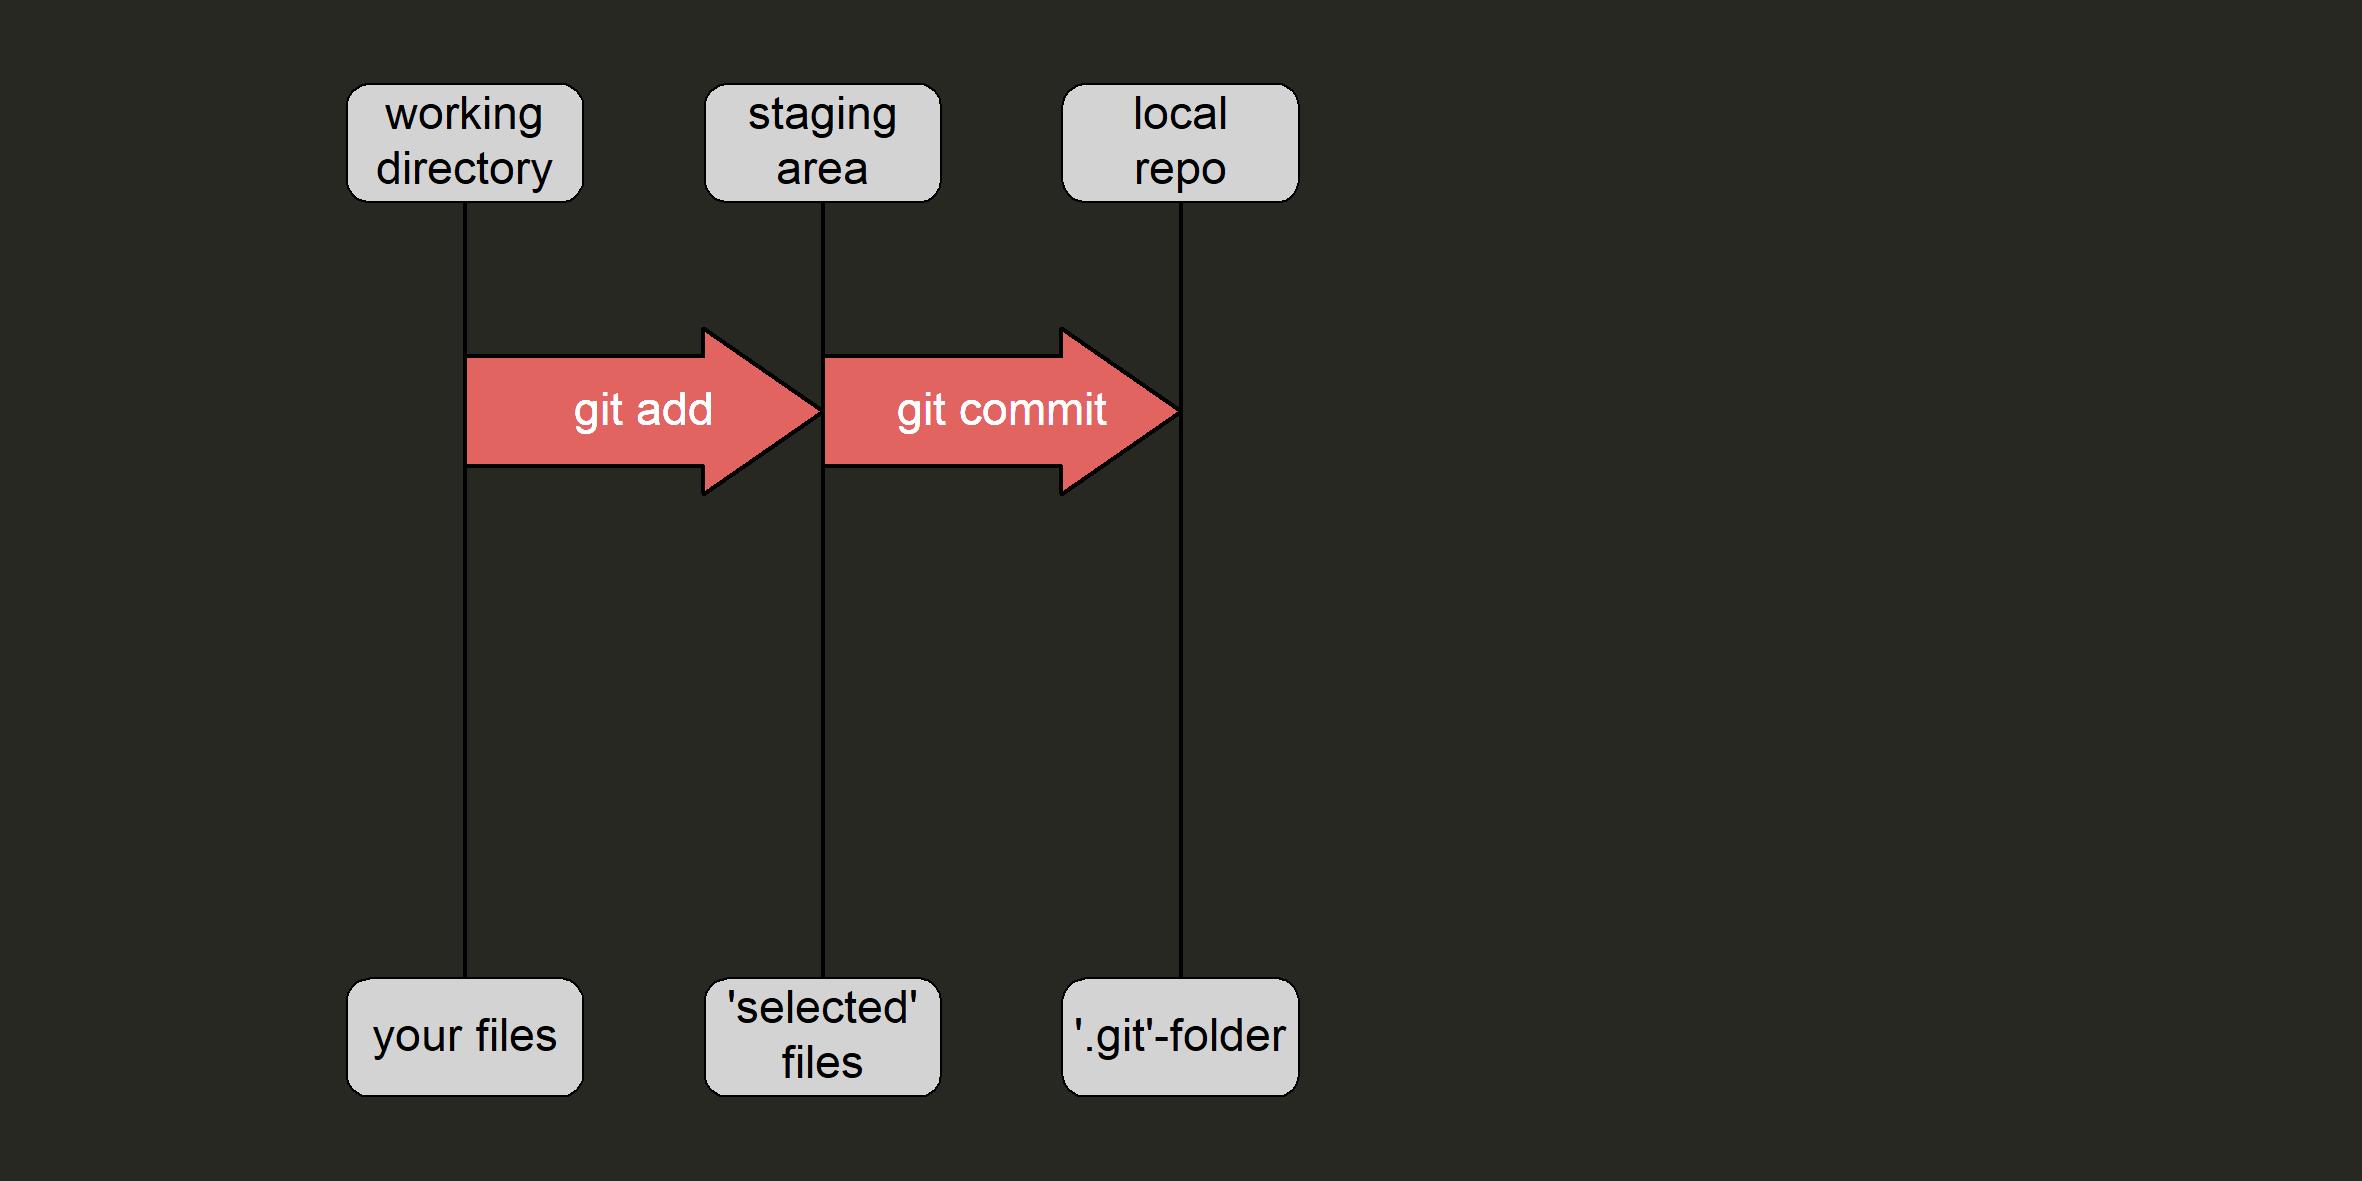 working
directory
staging
area
local
repo
git add
git commit
your files
'selected'
files
'.git'-folder